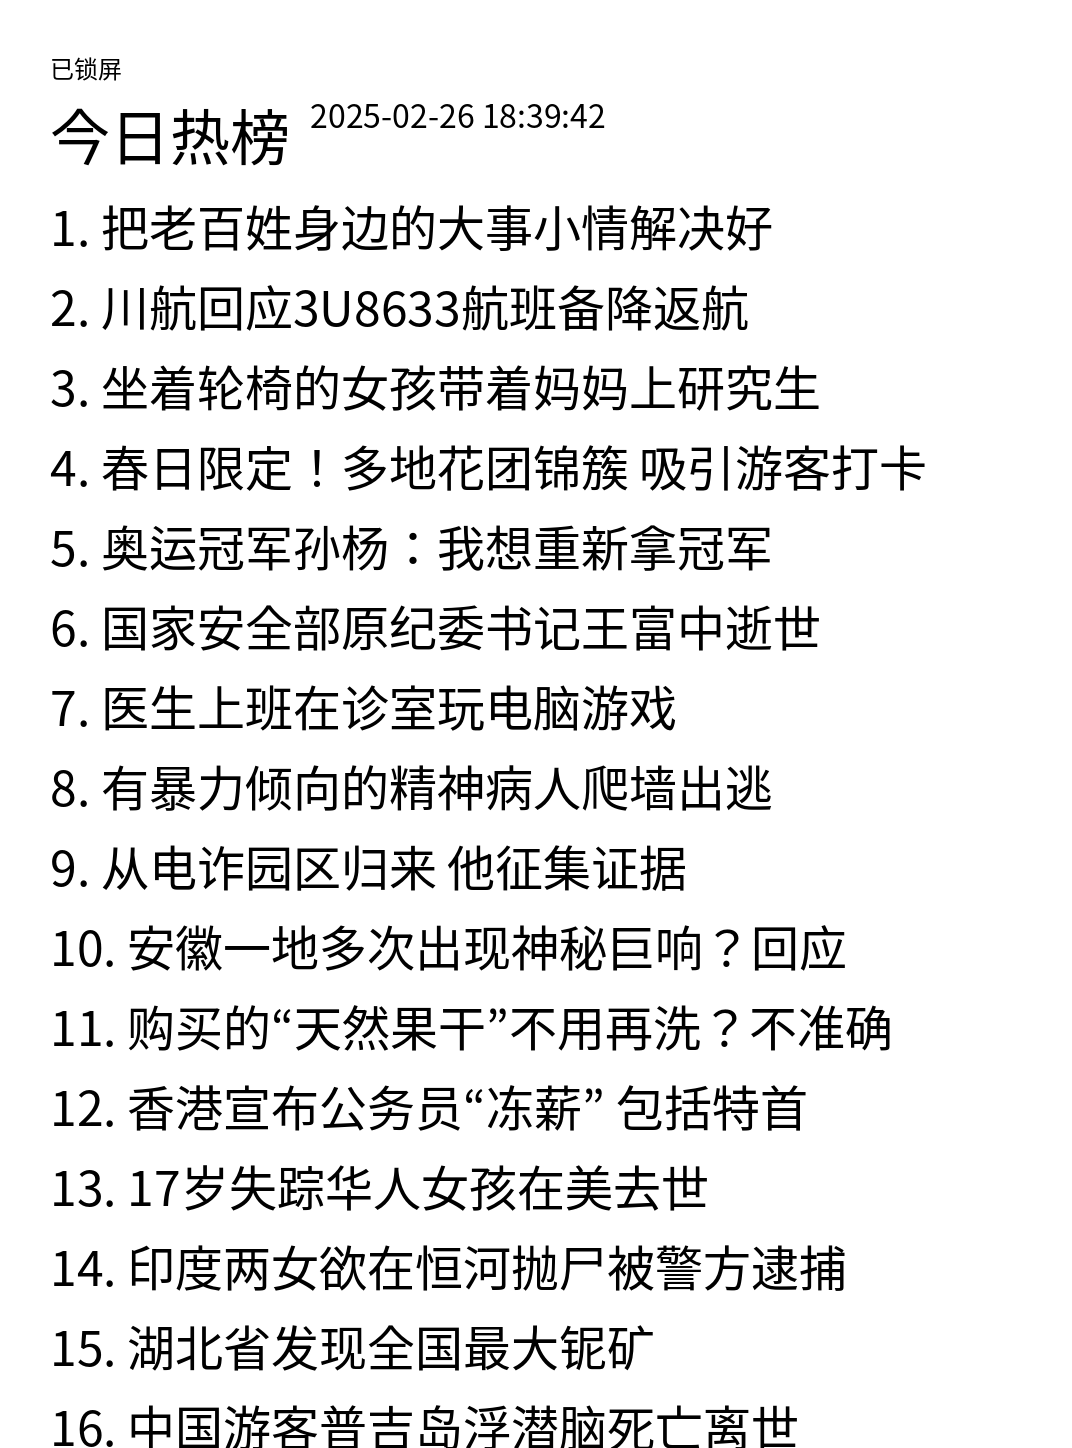 已锁屏
今日热榜 2025-02-26 18:39:42
1. 把老百姓身边的大事小情解决好
2. 川航回应3U8633航班备降返航
3. 坐着轮椅的女孩带着妈妈上研究生
4. 春日限定！多地花团锦簇 吸引游客打卡
5. 奥运冠军孙杨：我想重新拿冠军
6. 国家安全部原纪委书记王富中逝世
7. 医生上班在诊室玩电脑游戏
8. 有暴力倾向的精神病人爬墙出逃
9. 从电诈园区归来 他征集证据
10. 安徽一地多次出现神秘巨响？回应
11. 购买的“天然果干”不用再洗？不准确
12. 香港宣布公务员“冻薪” 包括特首
13. 17岁失踪华人女孩在美去世
14. 印度两女欲在恒河抛尸被警方逮捕
15. 湖北省发现全国最大铌矿
16. 中国游客普吉岛浮潜脑死亡离世